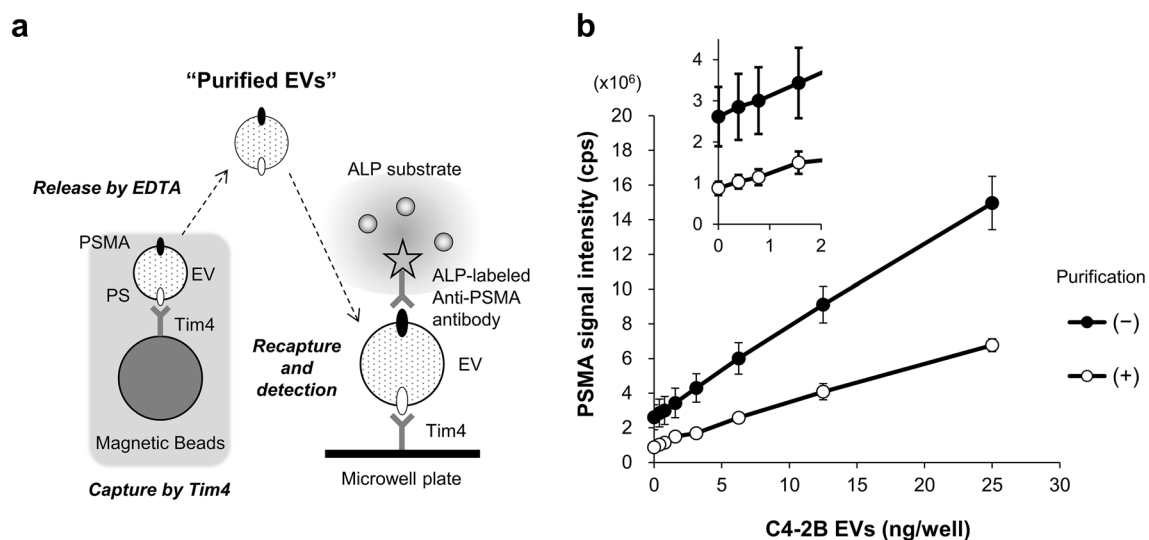 a
“Purified EVs”
Release by EDTA
PSMA
EV
PS
Tim4
Magnetic Beads
Capture by Tim4
ALP substrate
ALP-labeled
Anti-PSMA
antibody
Recapture
and
detection
EV
Tim4
Microwell plate
b
(x10⁶)
PSMA signal intensity (cps)
20
18
16
14
12
10
8
6
4
2
0
0 5 10 15 20 25 30
C4-2B EVs (ng/well)
4
3
2
1
0
0 1 2
Purification
(−)
(+)